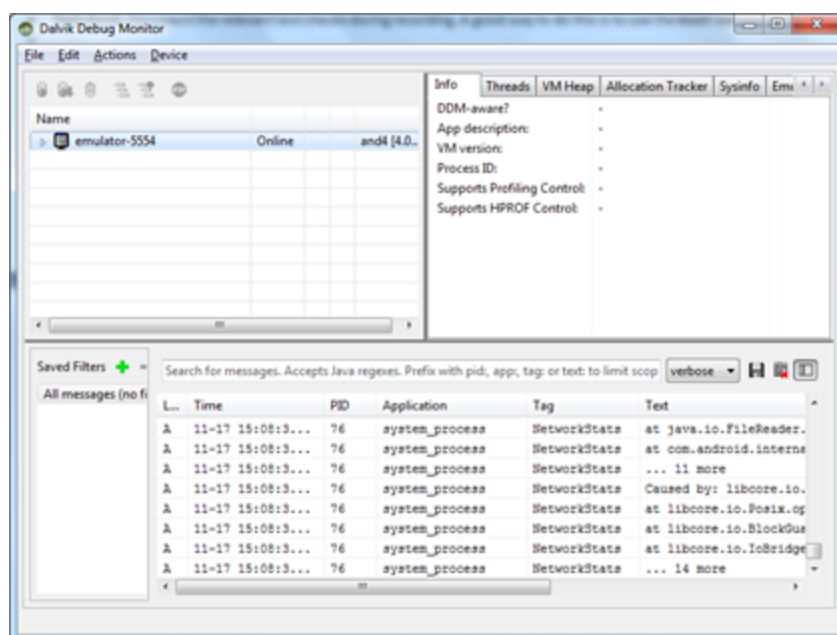 Dalvik Debug Monitor
File Edit Actions Device
Info Threads VM Heap Allocation Tracker Sysinfo
Name
emulator-5554 Online and4 [4.0...
DDM-aware? -
App description: -
VM version: -
Process ID: -
Supports Profiling Control: -
Supports HPROF Control: -
Saved Filters
Search for messages. Accepts Java regexes. Prefix with pid:, app:, tag: or text: to limit scop verbose
All messages (no fi
L... Time PID Application Tag Text
A 11-17 15:08:3... 76 system_process NetworkStats at java.io.FileReader.
A 11-17 15:08:3... 76 system_process NetworkStats at com.android.interna
A 11-17 15:08:3... 76 system_process NetworkStats ... 11 more
A 11-17 15:08:3... 76 system_process NetworkStats Caused by: libcore.io.
A 11-17 15:08:3... 76 system_process NetworkStats at libcore.io.Posix.op
A 11-17 15:08:3... 76 system_process NetworkStats at libcore.io.BlockGua
A 11-17 15:08:3... 76 system_process NetworkStats at libcore.io.IoBridge
A 11-17 15:08:3... 76 system_process NetworkStats ... 14 more